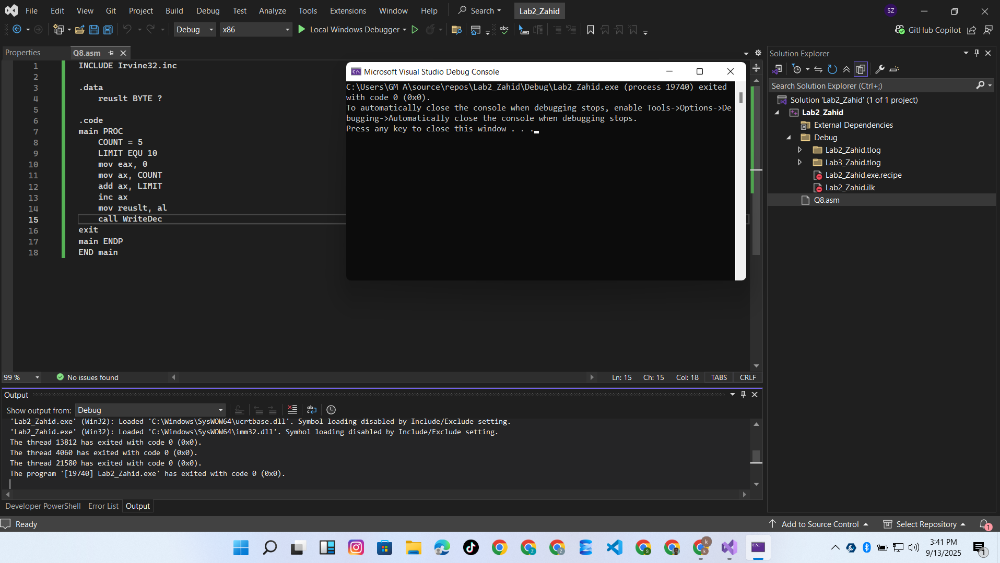 File Edit View Git Project Build Debug Test Analyze Tools Extensions Window Help Search Lab2_Zahid SZ
Debug x86 Local Windows Debugger abc GitHub Copilot
Properties Q8.asm
1 INCLUDE Irvine32.inc
2
3 .data
4 reuslt BYTE ?
5
6 .code
7 main PROC
8 COUNT = 5
9 LIMIT EQU 10
10 mov eax, 0
11 mov ax, COUNT
12 add ax, LIMIT
13 inc ax
14 mov reuslt, al
15 call WriteDec
16 exit
17 main ENDP
18 END main
Microsoft Visual Studio Debug Console
C:\Users\GM A\source\repos\Lab2_Zahid\Debug\Lab2_Zahid.exe (process 19740) exited
with code 0 (0x0).
To automatically close the console when debugging stops, enable Tools->Options->De
bugging->Automatically close the console when debugging stops.
Press any key to close this window . . .
Solution Explorer
Search Solution Explorer (Ctrl+;)
Solution 'Lab2_Zahid' (1 of 1 project)
Lab2_Zahid
External Dependencies
Debug
Lab2_Zahid.tlog
Lab3_Zahid.tlog
Lab2_Zahid.exe.recipe
Lab2_Zahid.ilk
Q8.asm
99 % No issues found Ln: 15 Ch: 15 Col: 18 TABS CRLF
Output
Show output from: Debug
'Lab2_Zahid.exe' (Win32): Loaded 'C:\Windows\SysWOW64\ucrtbase.dll'. Symbol loading disabled by Include/Exclude setting.
'Lab2_Zahid.exe' (Win32): Loaded 'C:\Windows\SysWOW64\imm32.dll'. Symbol loading disabled by Include/Exclude setting.
The thread 13812 has exited with code 0 (0x0).
The thread 4060 has exited with code 0 (0x0).
The thread 21580 has exited with code 0 (0x0).
The program '[19740] Lab2_Zahid.exe' has exited with code 0 (0x0).
Developer PowerShell Error List Output
Ready Add to Source Control Select Repository 1
3:41 PM
9/13/2025
1